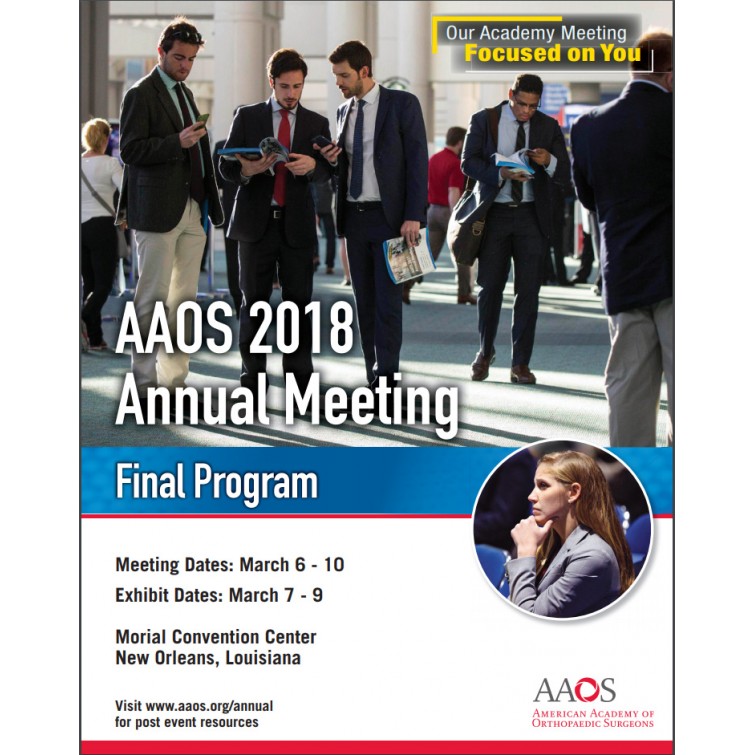 Our Academy Meeting
Focused on You
AAOS 2018
Annual Meeting
Final Program
Meeting Dates: March 6 - 10
Exhibit Dates: March 7 - 9
Morial Convention Center
New Orleans, Louisiana
Visit www.aaos.org/annual
for post event resources
AAOS
American Academy of
Orthopaedic Surgeons